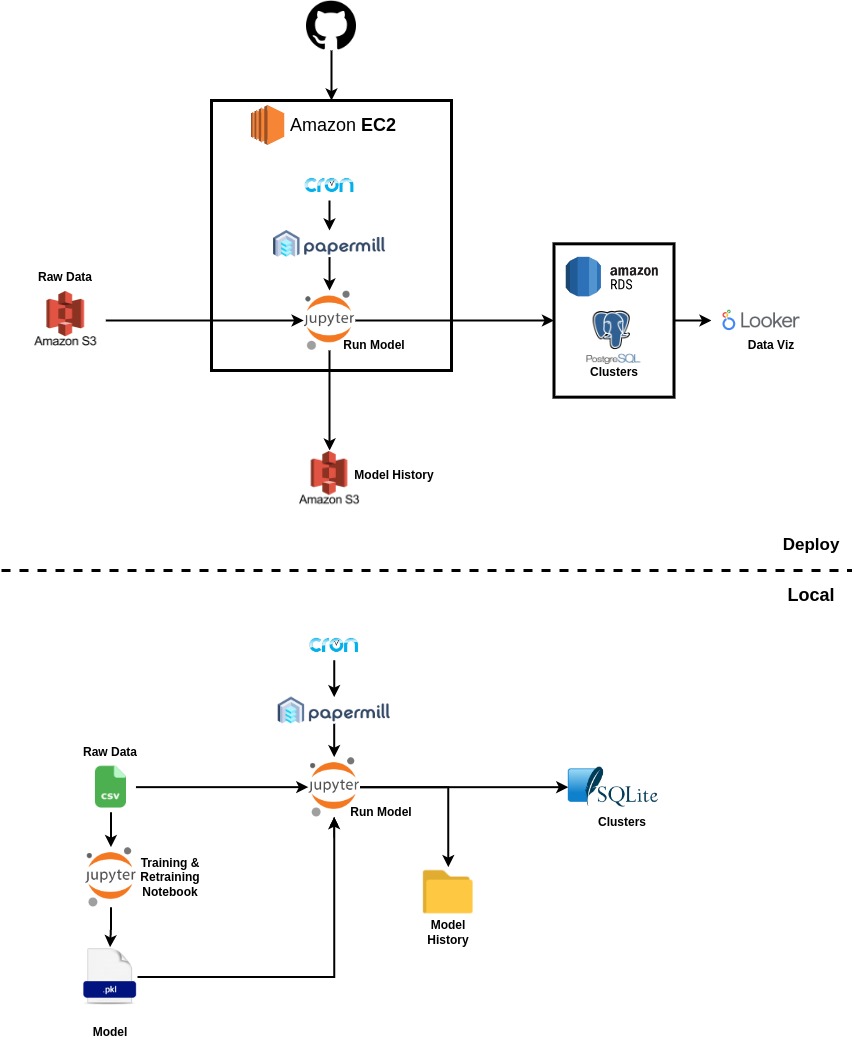 Amazon EC2
cron
papermill
Raw Data
Amazon S3
jupyter
Run Model
amazon
RDS
PostgreSQL
Clusters
Looker
Data Viz
Model History
Amazon S3
Deploy
Local
cron
papermill
Raw Data
csv
jupyter
Run Model
SQLite
Clusters
jupyter
Training &
Retraining
Notebook
Model
History
.pkl
Model